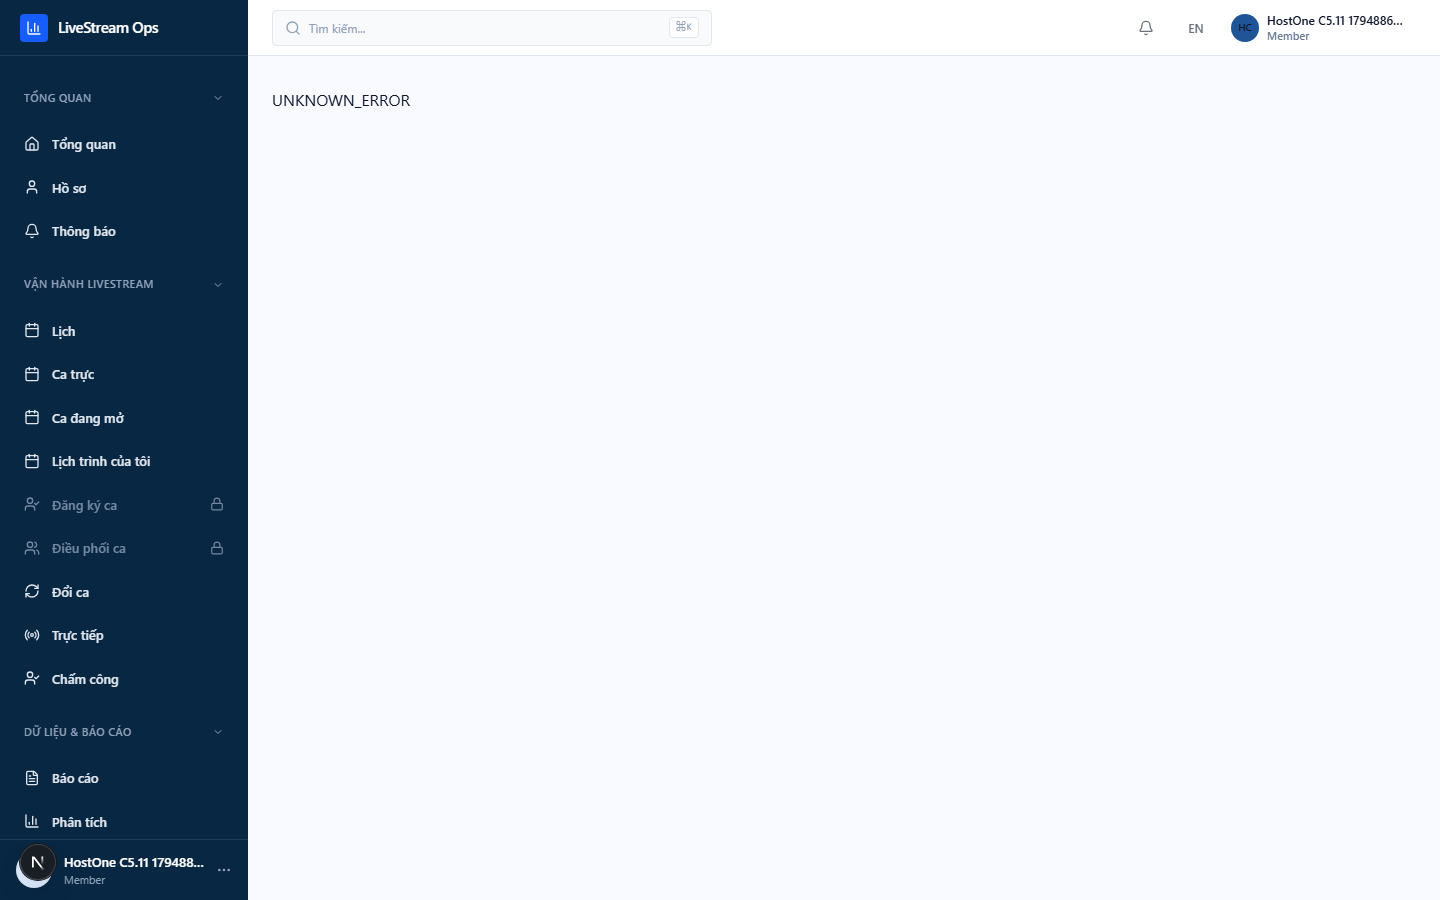 LiveStream Ops
Tìm kiếm...
⌘K
EN
HC
HostOne C5.11 1794886...
Member
TỔNG QUAN
Tổng quan
Hồ sơ
Thông báo
VẬN HÀNH LIVESTREAM
Lịch
Ca trực
Ca đang mở
Lịch trình của tôi
Đăng ký ca
Điều phối ca
Đổi ca
Trực tiếp
Chấm công
DỮ LIỆU & BÁO CÁO
Báo cáo
Phân tích
N
HostOne C5.11 179488...
Member
UNKNOWN_ERROR